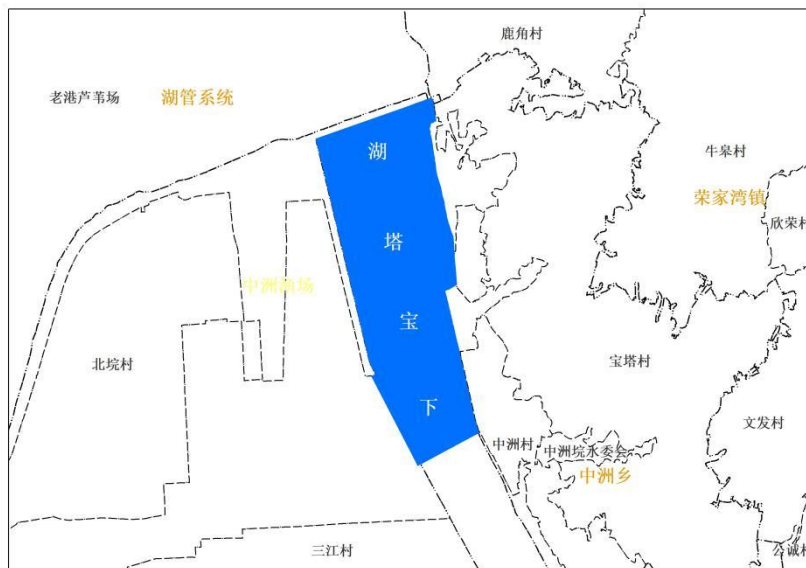 鹿角村
老港芦苇场
湖管系统
湖
牛皋村
荣家湾镇
欣荣村
塔
中洲渔场
宝
北垸村
宝塔村
下
文发村
中洲村
中洲垸水委会
中洲乡
三江村
公诚村